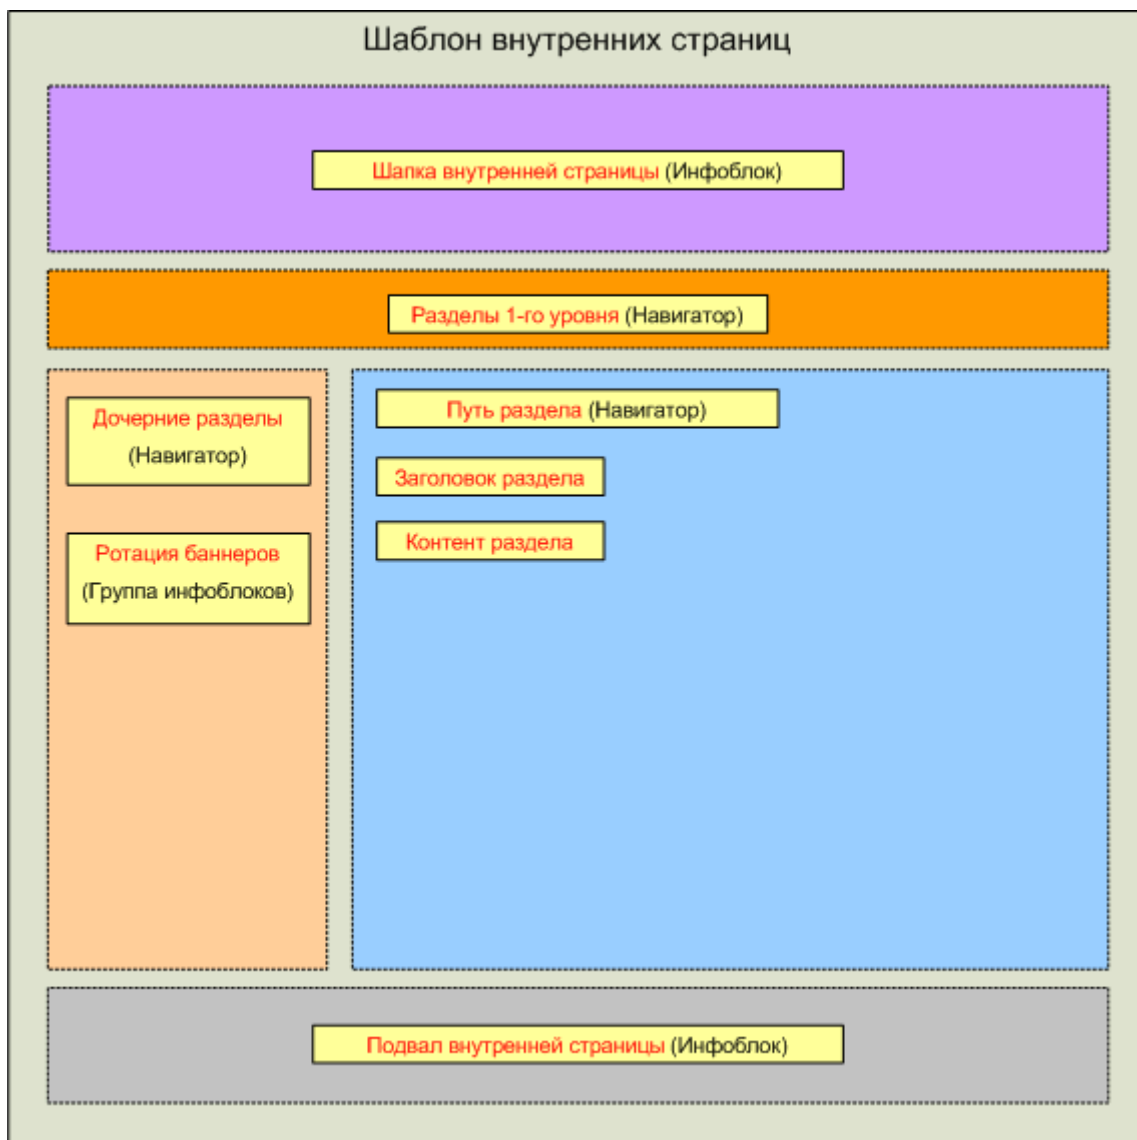 Шаблон внутренних страниц
Шапка внутренней страницы (Инфоблок)
Разделы 1-го уровня (Навигатор)
Дочерние разделы
(Навигатор)
Ротация баннеров
(Группа инфоблоков)
Путь раздела (Навигатор)
Заголовок раздела
Контент раздела
Подвал внутренней страницы (Инфоблок)